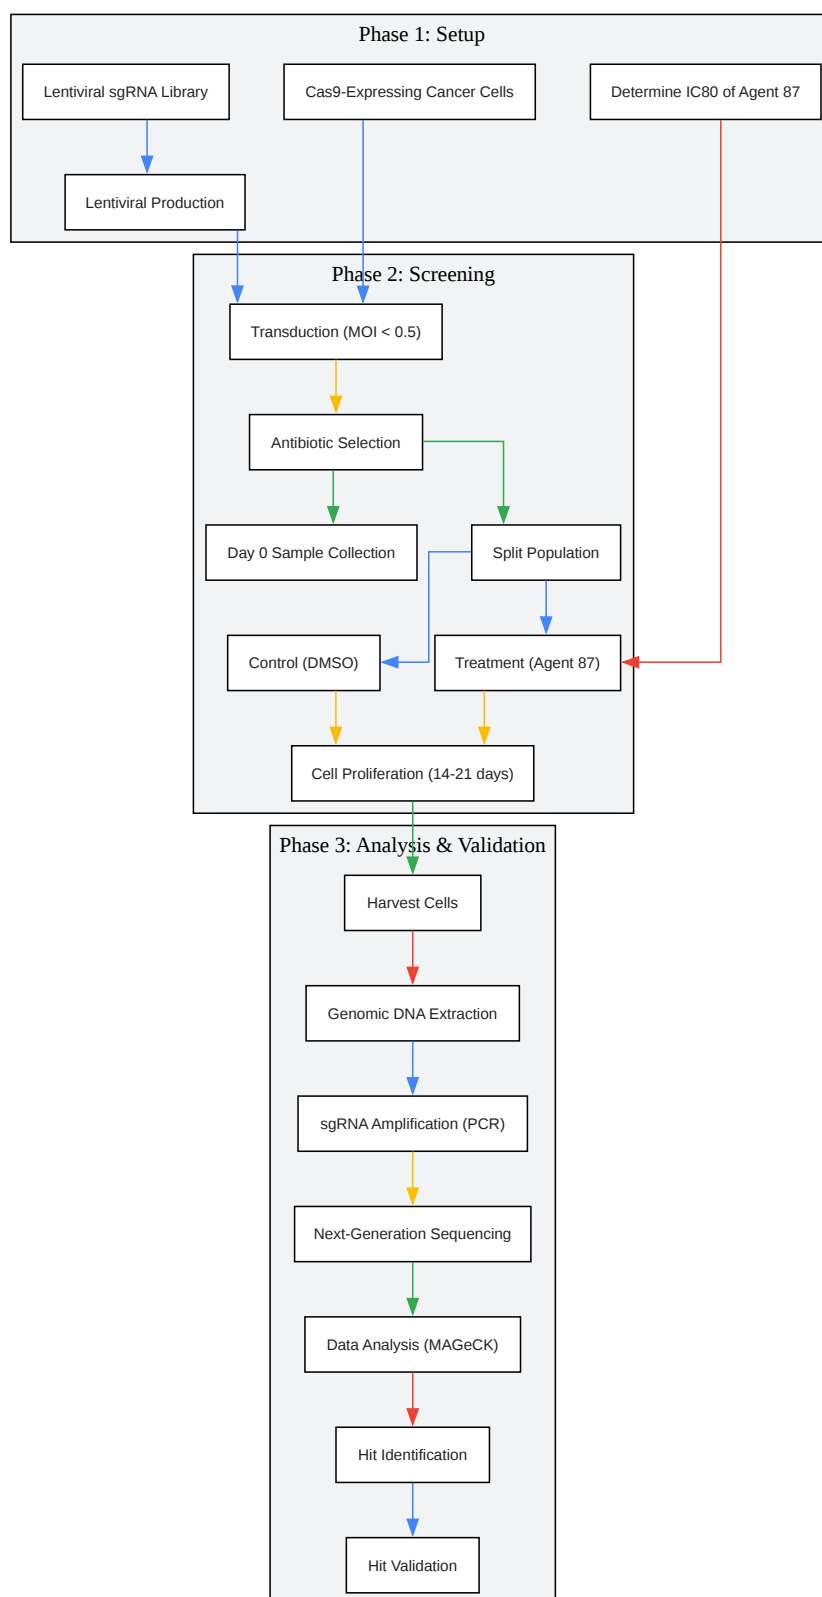 Phase 1: Setup
Lentiviral sgRNA Library
Cas9-Expressing Cancer Cells
Determine IC80 of Agent 87
Lentiviral Production
Phase 2: Screening
Transduction (MOI < 0.5)
Antibiotic Selection
Day 0 Sample Collection
Split Population
Control (DMSO)
Treatment (Agent 87)
Cell Proliferation (14-21 days)
Phase 3: Analysis & Validation
Harvest Cells
Genomic DNA Extraction
sgRNA Amplification (PCR)
Next-Generation Sequencing
Data Analysis (MAGeCK)
Hit Identification
Hit Validation